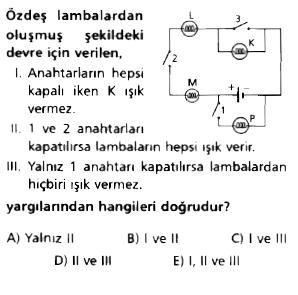 Özdeş lambalardan
oluşmuş şekildeki
devre için verilen,
I. Anahtarların hepsi
kapalı iken K ışık
vermez.
II. 1 ve 2 anahtarları
kapatılırsa lambaların hepsi ışık verir.
III. Yalnız 1 anahtarı kapatılırsa lambalardan
hiçbiri ışık vermez.
yargılarından hangileri doğrudur?
A) Yalnız II B) I ve II C) I ve III
D) II ve III E) I, II ve III
L 3
K
2
M + -
1
P